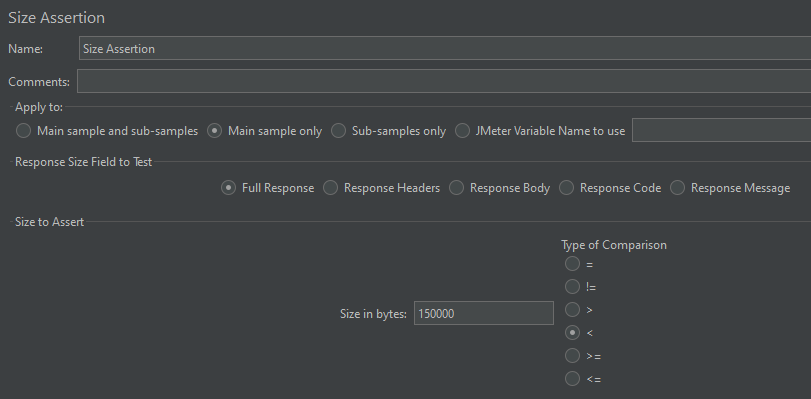 Size Assertion
Name: Size Assertion
Comments:
Apply to:
Main sample and sub-samples Main sample only Sub-samples only JMeter Variable Name to use
Response Size Field to Test
Full Response Response Headers Response Body Response Code Response Message
Size to Assert
Type of Comparison
=
!=
>
Size in bytes: 150000
<
>=
<=